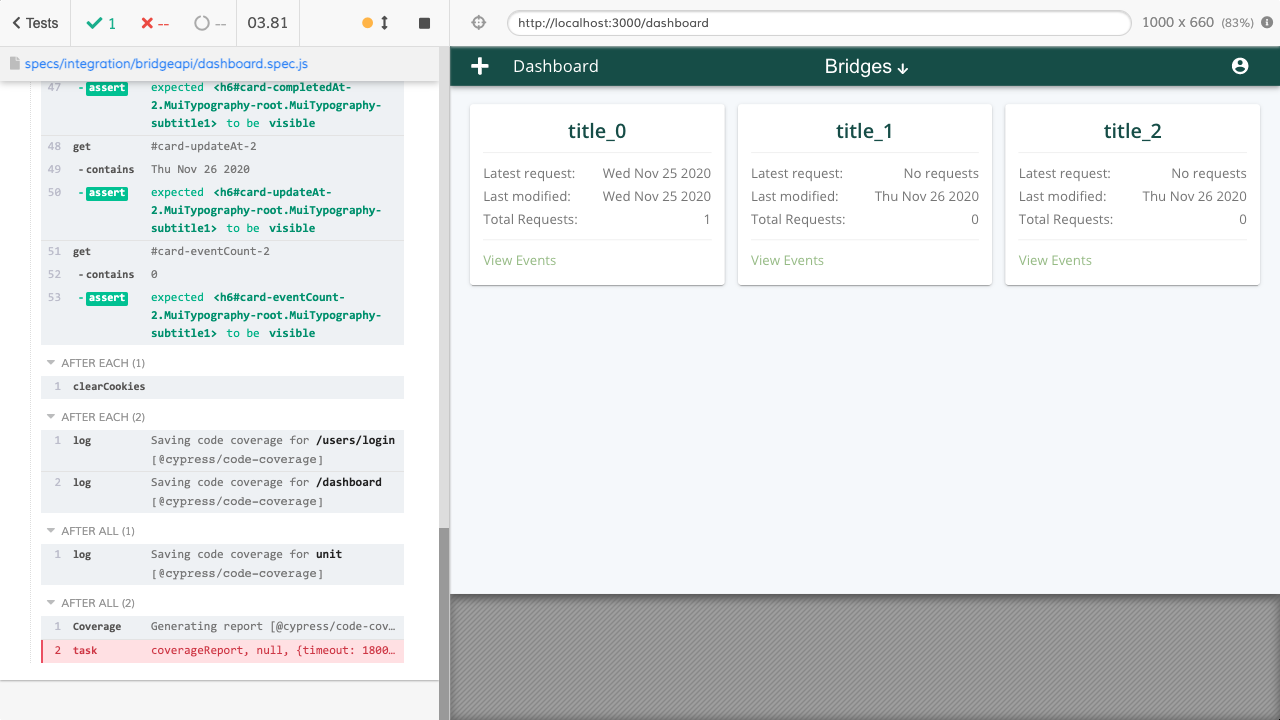 Tests
1
--
--
03.81
http://localhost:3000/dashboard
1000 x 660 (83%)
specs/integration/bridgeapi/dashboard.spec.js
47 -assert expected <h6#card-completedAt-
2.MuiTypography-root.MuiTypography-
subtitle1> to be visible
48 get #card-updateAt-2
49 -contains Thu Nov 26 2020
50 -assert expected <h6#card-updateAt-
2.MuiTypography-root.MuiTypography-
subtitle1> to be visible
51 get #card-eventCount-2
52 -contains 0
53 -assert expected <h6#card-eventCount-
2.MuiTypography-root.MuiTypography-
subtitle1> to be visible
AFTER EACH (1)
1 clearCookies
AFTER EACH (2)
1 log Saving code coverage for /users/login
[@cypress/code-coverage]
2 log Saving code coverage for /dashboard
[@cypress/code-coverage]
AFTER ALL (1)
1 log Saving code coverage for unit
[@cypress/code-coverage]
AFTER ALL (2)
1 Coverage Generating report [@cypress/code-cov…
2 task coverageReport, null, {timeout: 1800…
Dashboard
Bridges
title_0
Latest request: Wed Nov 25 2020
Last modified: Wed Nov 25 2020
Total Requests: 1
View Events
title_1
Latest request: No requests
Last modified: Thu Nov 26 2020
Total Requests: 0
View Events
title_2
Latest request: No requests
Last modified: Thu Nov 26 2020
Total Requests: 0
View Events